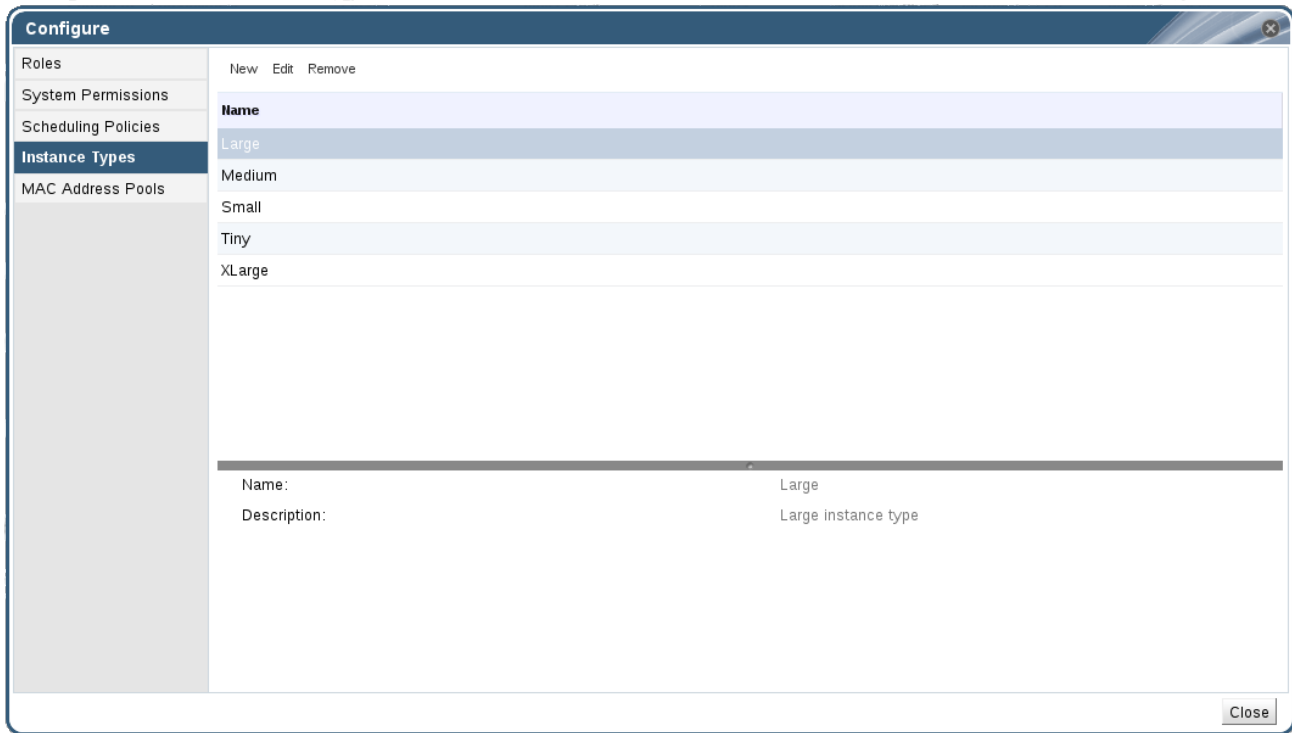 Configure
Roles
System Permissions
Scheduling Policies
Instance Types
MAC Address Pools
New Edit Remove
Name
Large
Medium
Small
Tiny
XLarge
Name: Large
Description: Large instance type
Close